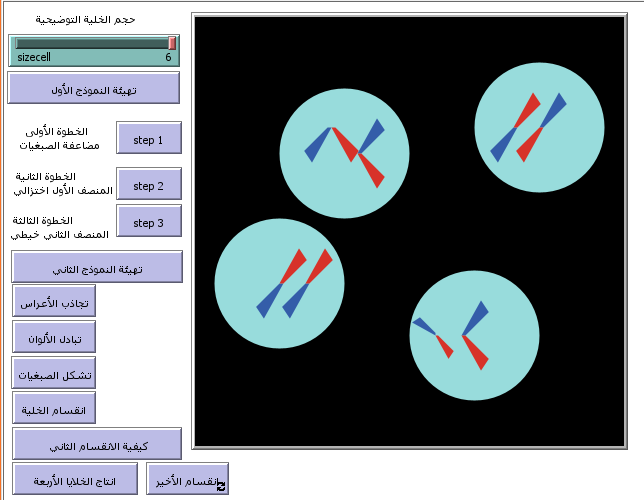 حجم الخلية التوضيحية
sizecell 6
تهيئة النموذج الأول
الخطوة الأولى
مضاعفة الصبغيات
step 1
الخطوة الثانية
المنصف الأول اختزالي
step 2
الخطوة الثالثة
المنصف الثاني خيطي
step 3
تهيئة النموذج الثاني
تجاذب الأعراس
تبادل الألوان
تشكل الصبغيات
انقسام الخلية
كيفية الانقسام الثاني
انتاج الخلايا الأربعة
انقسام الأخير